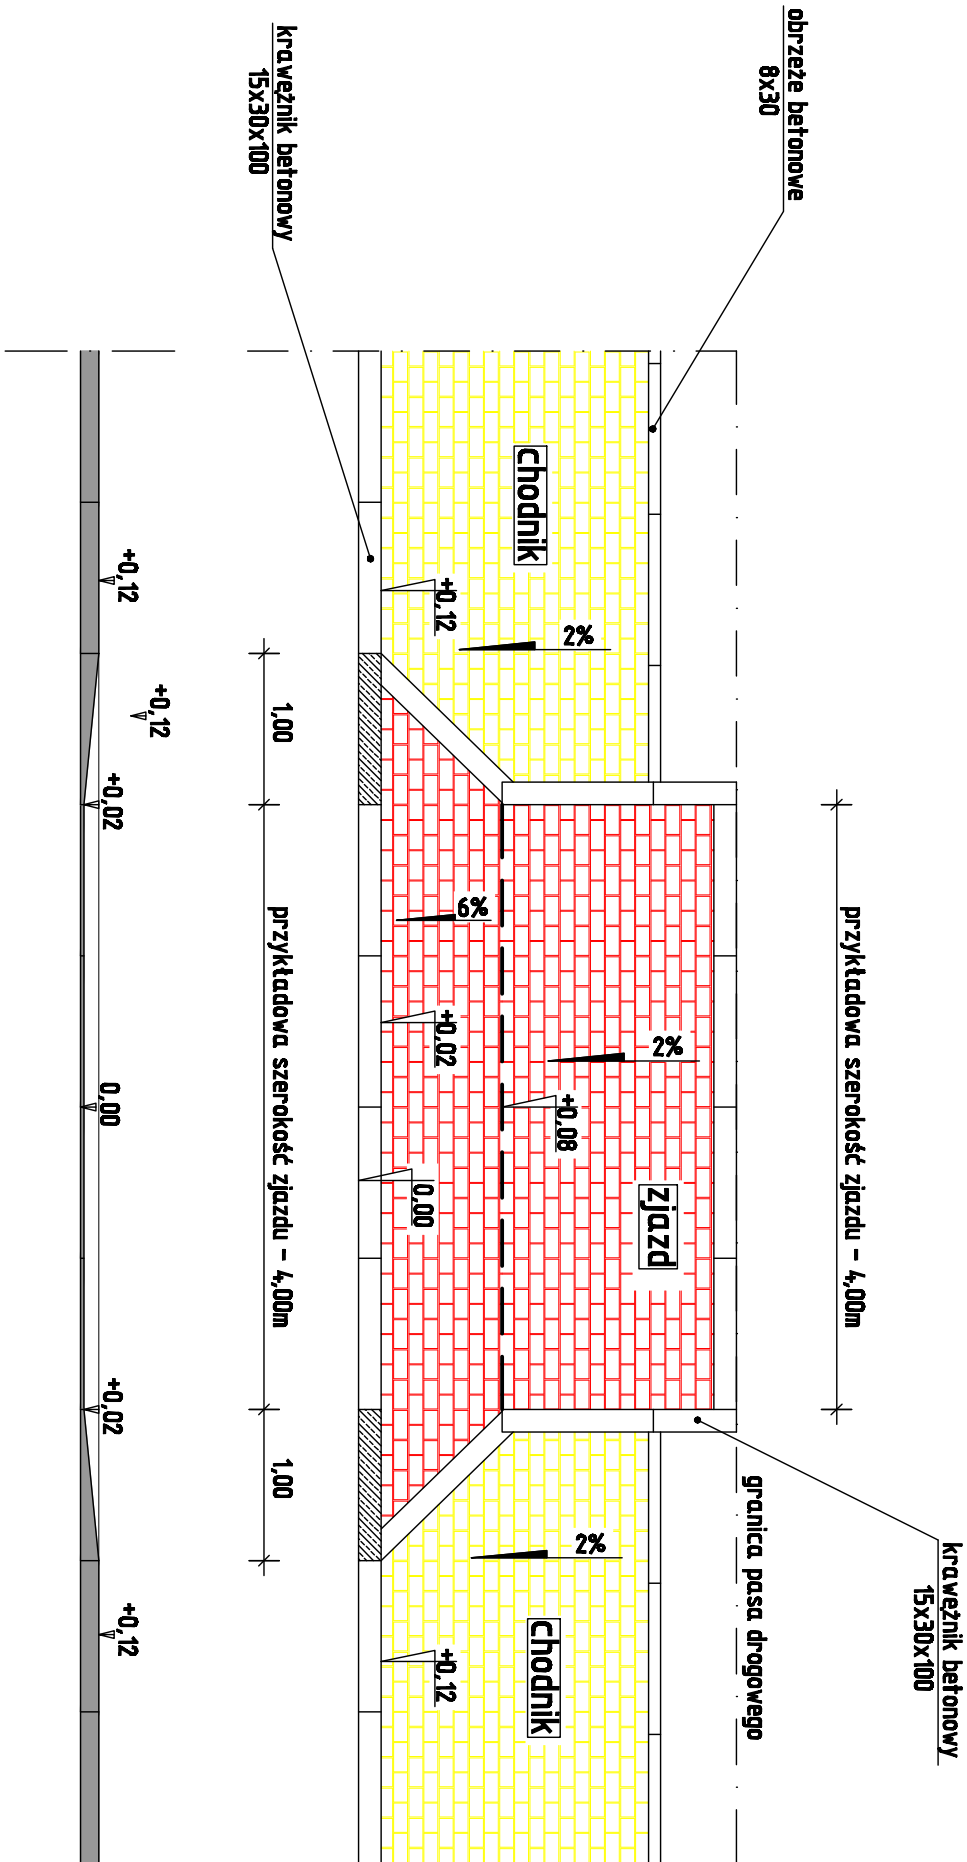 obrzeże betonowe
8x30
krawężnik betonowy
15x30x100
krawężnik betonowy
15x30x100
granica pasa drogowego
przykładowa szerokość zjazdu - 4,00m
chodnik
zjazd
chodnik
2%
2%
2%
6%
+0,12
+0,02
+0,08
0,00
+0,12
1,00
przykładowa szerokość zjazdu - 4,00m
1,00
+0,12
+0,12
+0,02
0,00
+0,02
+0,12